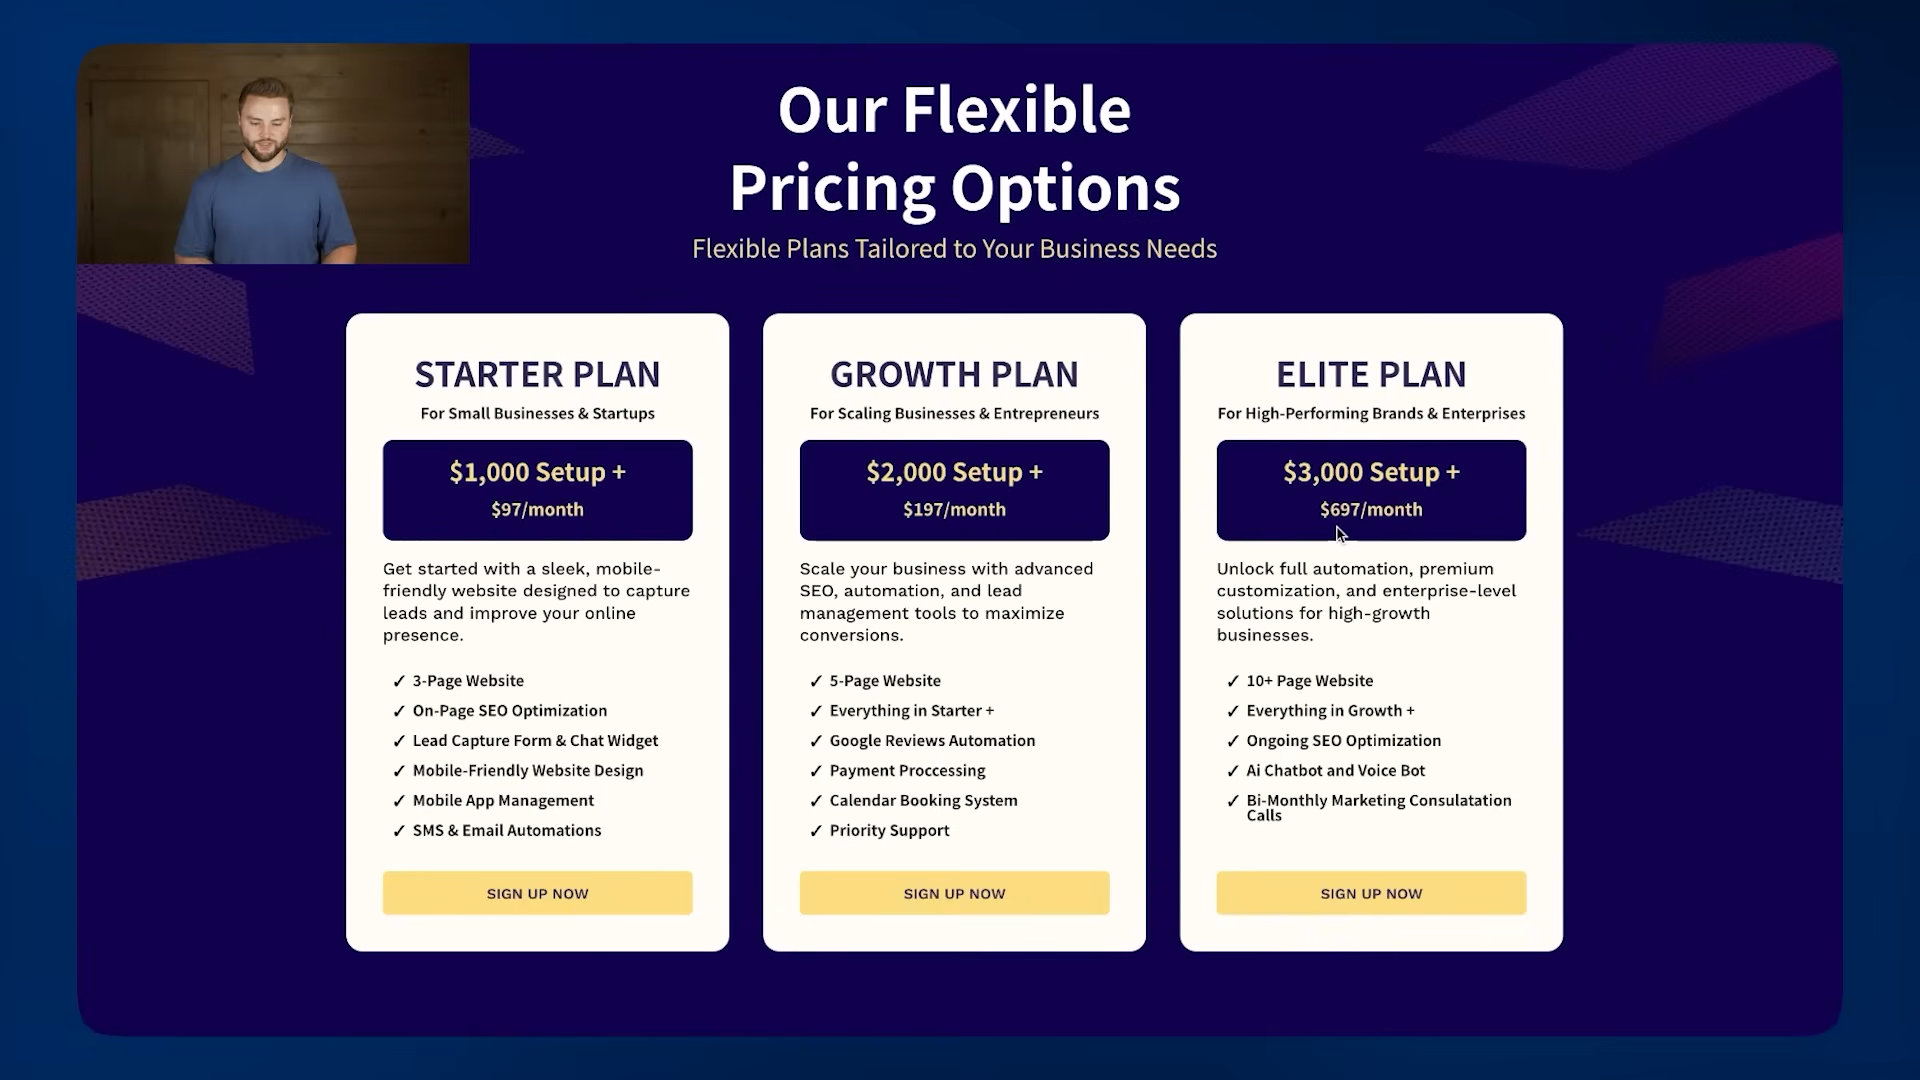 Our Flexible
Pricing Options
Flexible Plans Tailored to Your Business Needs
STARTER PLAN
For Small Businesses & Startups
$1,000 Setup +
$97/month
Get started with a sleek, mobile-
friendly website designed to capture
leads and improve your online
presence.
✓ 3-Page Website
✓ On-Page SEO Optimization
✓ Lead Capture Form & Chat Widget
✓ Mobile-Friendly Website Design
✓ Mobile App Management
✓ SMS & Email Automations
SIGN UP NOW
GROWTH PLAN
For Scaling Businesses & Entrepreneurs
$2,000 Setup +
$197/month
Scale your business with advanced
SEO, automation, and lead
management tools to maximize
conversions.
✓ 5-Page Website
✓ Everything in Starter +
✓ Google Reviews Automation
✓ Payment Proccessing
✓ Calendar Booking System
✓ Priority Support
SIGN UP NOW
ELITE PLAN
For High-Performing Brands & Enterprises
$3,000 Setup +
$697/month
Unlock full automation, premium
customization, and enterprise-level
solutions for high-growth
businesses.
✓ 10+ Page Website
✓ Everything in Growth +
✓ Ongoing SEO Optimization
✓ Ai Chatbot and Voice Bot
✓ Bi-Monthly Marketing Consulatation
Calls
SIGN UP NOW